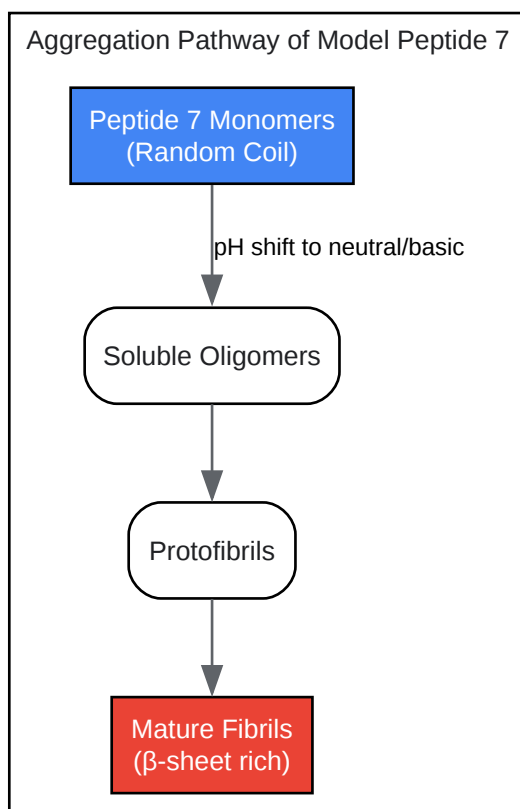 Aggregation Pathway of Model Peptide 7
Peptide 7 Monomers
(Random Coil)
pH shift to neutral/basic
Soluble Oligomers
Protofibrils
Mature Fibrils
(β-sheet rich)